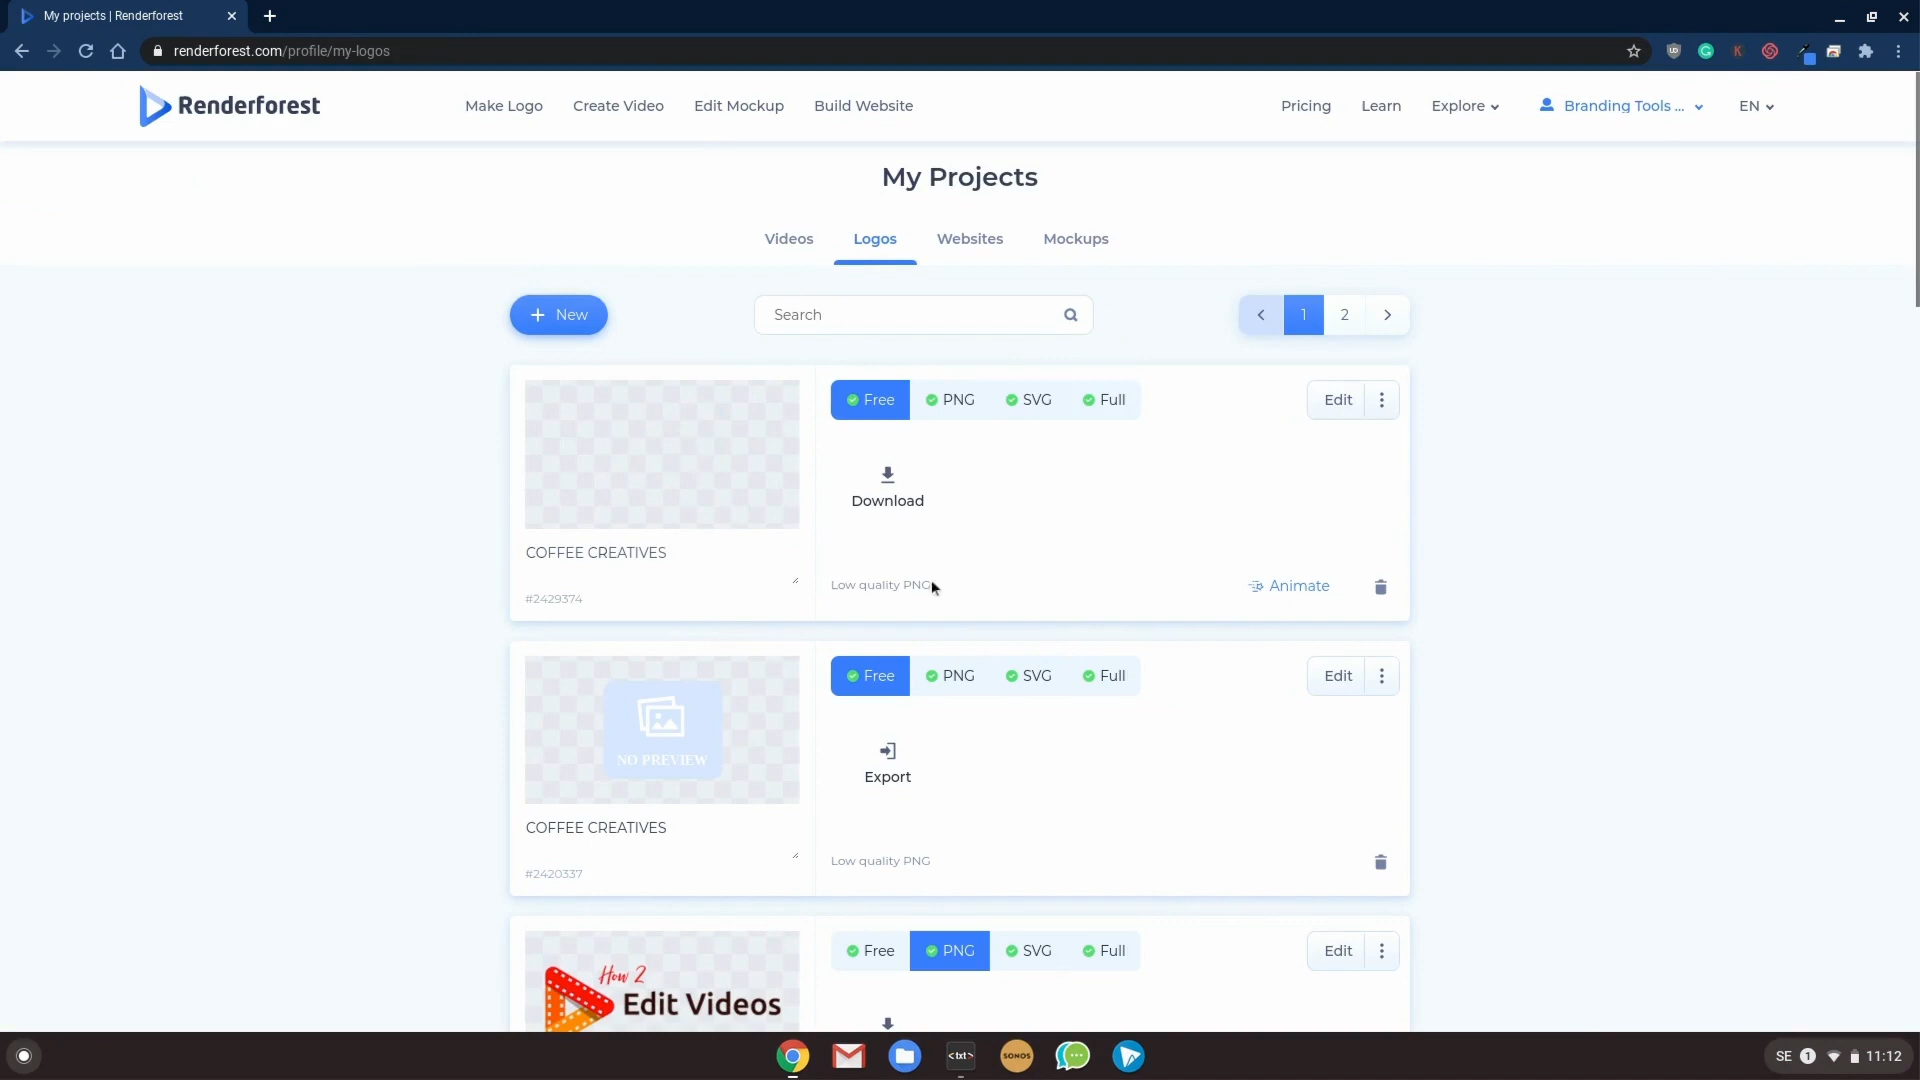 My projects | Renderforest
renderforest.com/profile/my-logos
Renderforest
Make Logo
Create Video
Edit Mockup
Build Website
Pricing
Learn
Explore
Branding Tools ...
EN
My Projects
Videos
Logos
Websites
Mockups
+ New
Search
1
2
Free
PNG
SVG
Full
Edit
Download
COFFEE CREATIVES
#2429374
Low quality PNG
Animate
Free
PNG
SVG
Full
Edit
NO PREVIEW
Export
COFFEE CREATIVES
#2420337
Low quality PNG
Free
PNG
SVG
Full
Edit
How 2
Edit Videos
<txt>
SONOS
SE
1
11:12